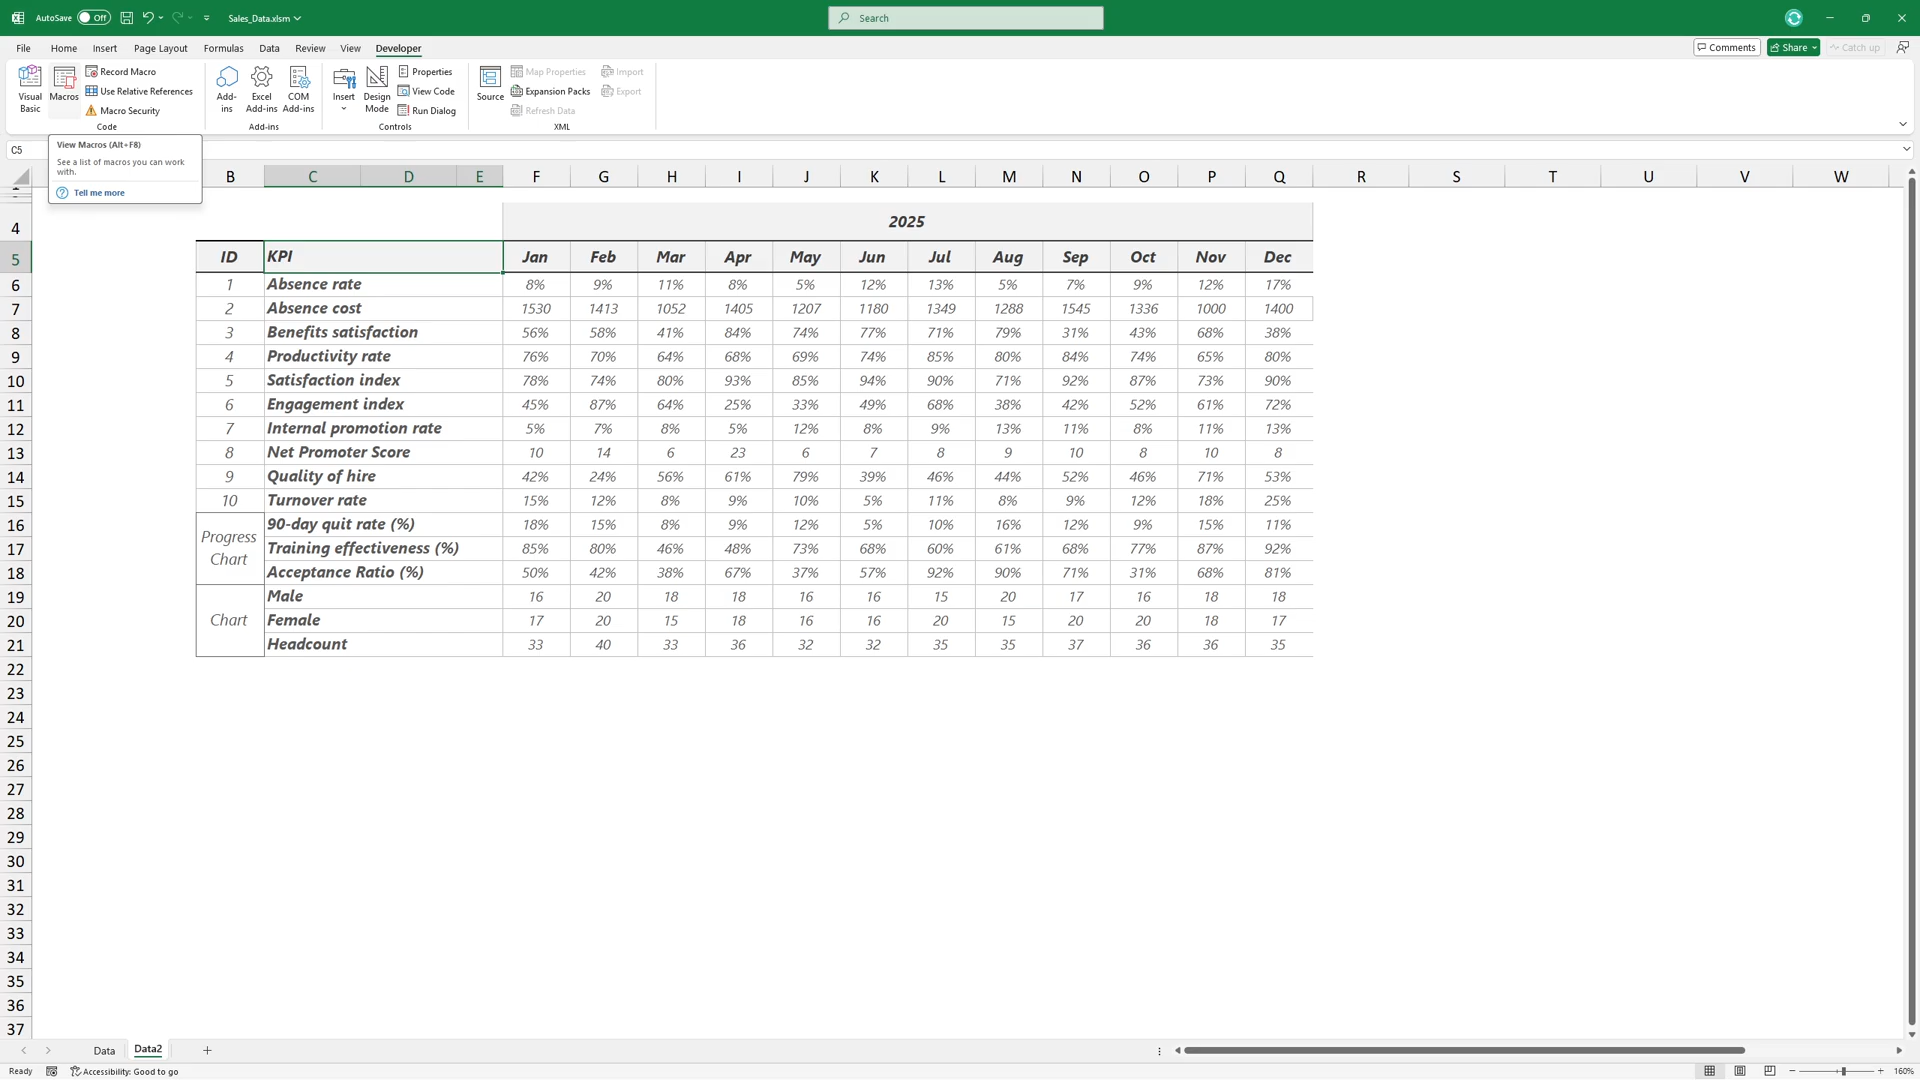 AutoSave Off Sales_Data.xlsm Search
File Home Insert Page Layout Formulas Data Review View Developer Comments Share Catch up
Visual Basic
Macros
Record Macro
Use Relative References
Macro Security
Code
Add-ins
Excel Add-ins
COM Add-ins
Add-ins
Insert
Design Mode
Properties
View Code
Run Dialog
Controls
Source
Map Properties
Expansion Packs
Refresh Data
Import
Export
XML
C5
View Macros (Alt+F8)
See a list of macros you can work
with.
Tell me more
B C D E F G H I J K L M N O P Q R S T U V W
4 2025
5 ID KPI Jan Feb Mar Apr May Jun Jul Aug Sep Oct Nov Dec
6 1 Absence rate 8% 9% 11% 8% 5% 12% 13% 5% 7% 9% 12% 17%
7 2 Absence cost 1530 1413 1052 1405 1207 1180 1349 1288 1545 1336 1000 1400
8 3 Benefits satisfaction 56% 58% 41% 84% 74% 77% 71% 79% 31% 43% 68% 38%
9 4 Productivity rate 76% 70% 64% 68% 69% 74% 85% 80% 84% 74% 65% 80%
10 5 Satisfaction index 78% 74% 80% 93% 85% 94% 90% 71% 92% 87% 73% 90%
11 6 Engagement index 45% 87% 64% 25% 33% 49% 68% 38% 42% 52% 61% 72%
12 7 Internal promotion rate 5% 7% 8% 5% 12% 8% 9% 13% 11% 8% 11% 13%
13 8 Net Promoter Score 10 14 6 23 6 7 8 9 10 8 10 8
14 9 Quality of hire 42% 24% 56% 61% 79% 39% 46% 44% 52% 46% 71% 53%
15 10 Turnover rate 15% 12% 8% 9% 10% 5% 11% 8% 9% 12% 18% 25%
Progress
Chart
16 90-day quit rate (%) 18% 15% 8% 9% 12% 5% 10% 16% 12% 9% 15% 11%
17 Training effectiveness (%) 85% 80% 46% 48% 73% 68% 60% 61% 68% 77% 87% 92%
18 Acceptance Ratio (%) 50% 42% 38% 67% 37% 57% 92% 90% 71% 31% 68% 81%
19 Male 16 20 18 18 16 16 15 20 17 16 18 18
20 Chart Female 17 20 15 18 16 16 20 15 20 20 18 17
21 Headcount 33 40 33 36 32 32 35 35 37 36 36 35
22
23
24
25
26
27
28
29
30
31
32
33
34
35
36
37
Data Data2
Ready Accessibility: Good to go 160%